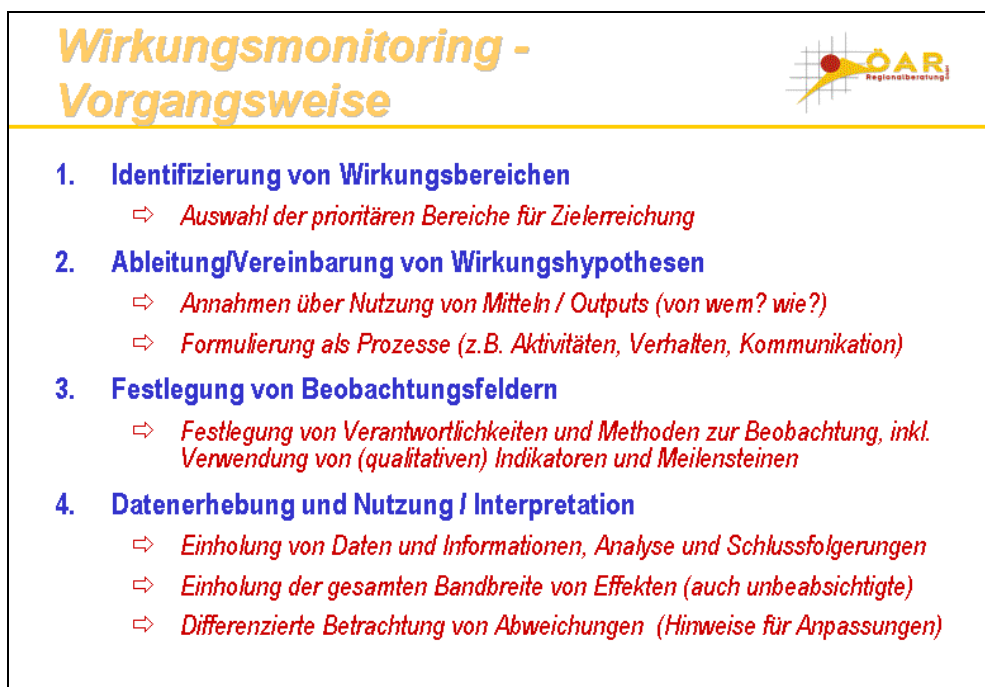 Wirkungsmonitoring -
Vorgangsweise
ÖAR
Regionalberatung
1. Identifizierung von Wirkungsbereichen
⇨ Auswahl der prioritären Bereiche für Zielerreichung
2. Ableitung/Vereinbarung von Wirkungshypothesen
⇨ Annahmen über Nutzung von Mitteln / Outputs (von wem? wie?)
⇨ Formulierung als Prozesse (z.B. Aktivitäten, Verhalten, Kommunikation)
3. Festlegung von Beobachtungsfeldern
⇨ Festlegung von Verantwortlichkeiten und Methoden zur Beobachtung, inkl.
Verwendung von (qualitativen) Indikatoren und Meilensteinen
4. Datenerhebung und Nutzung / Interpretation
⇨ Einholung von Daten und Informationen, Analyse und Schlussfolgerungen
⇨ Einholung der gesamten Bandbreite von Effekten (auch unbeabsichtigte)
⇨ Differenzierte Betrachtung von Abweichungen (Hinweise für Anpassungen)